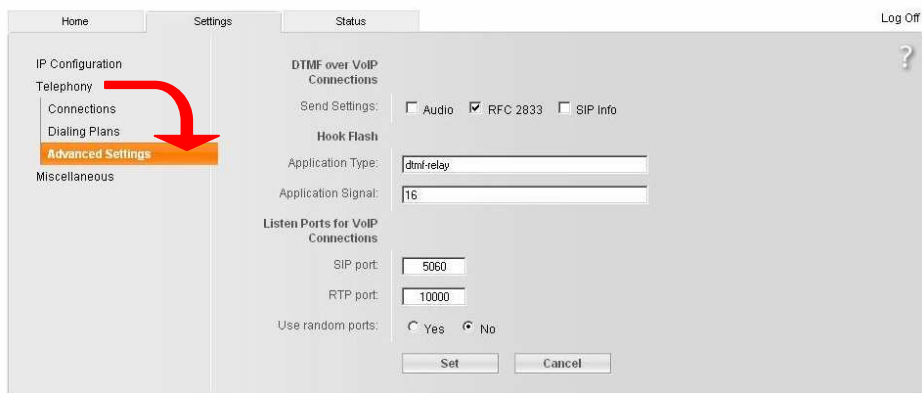 Home Settings Status Log Off
IP Configuration
Telephony
Connections
Dialing Plans
Advanced Settings
Miscellaneous
DTMF over VoIP
Connections
Send Settings: Audio RFC 2833 SIP Info
Hook Flash
Application Type: dtmf-relay
Application Signal: 16
Listen Ports for VoIP
Connections
SIP port: 5060
RTP port: 10000
Use random ports: Yes No
Set Cancel
?